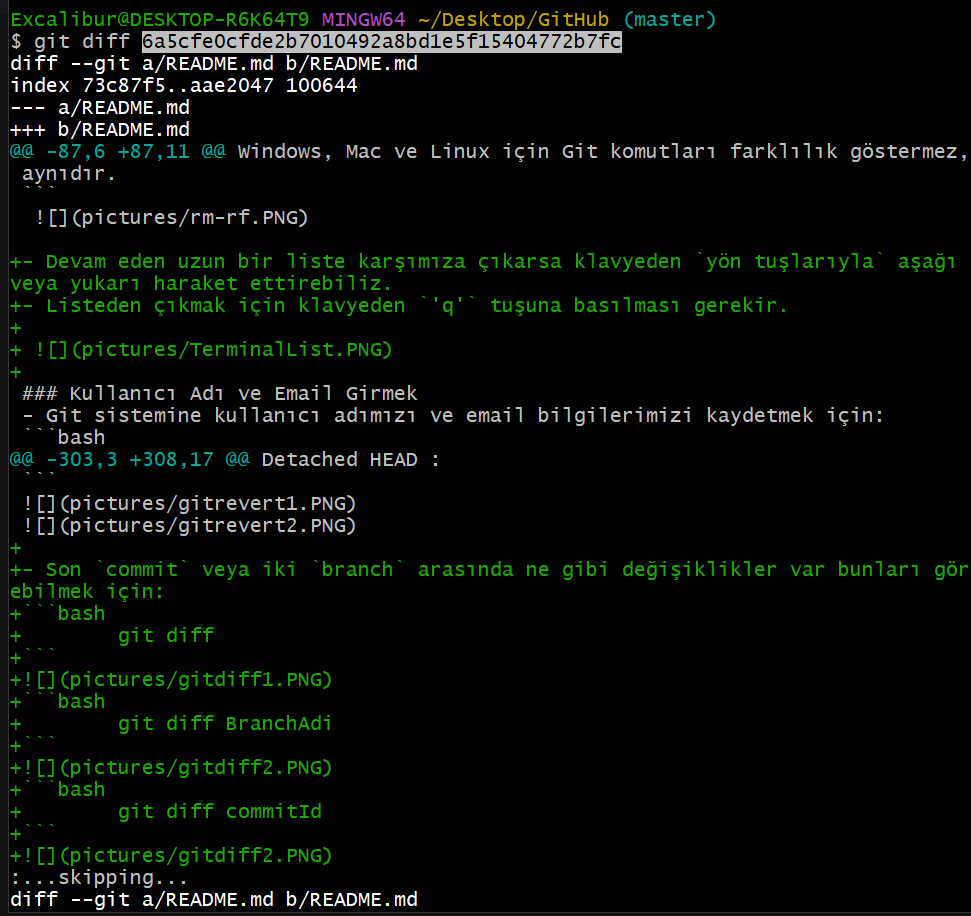 Excalibur@DESKTOP-R6K64T9 MINGW64 ~/Desktop/GitHub (master)
$ git diff 6a5cfe0cfde2b7010492a8bd1e5f15404772b7fc
diff --git a/README.md b/README.md
index 73c87f5..aae2047 100644
--- a/README.md
+++ b/README.md
@@ -87,6 +87,11 @@ Windows, Mac ve Linux için Git komutları farklılık göstermez,
 aynıdır.
 ```
  ![](pictures/rm-rf.PNG)

+- Devam eden uzun bir liste karşımıza çıkarsa klavyeden `yön tuşlarıyla` aşağı
veya yukarı haraket ettirebiliz.
+- Listeden çıkmak için klavyeden `'q'` tuşuna basılması gerekir.
+
+ ![](pictures/TerminalList.PNG)
+
 ### Kullanıcı Adı ve Email Girmek
 - Git sistemine kullanıcı adımızı ve email bilgilerimizi kaydetmek için:
 ```bash
@@ -303,3 +308,17 @@ Detached HEAD :
 ```
 ![](pictures/gitrevert1.PNG)
 ![](pictures/gitrevert2.PNG)
+
+- Son `commit` veya iki `branch` arasında ne gibi değişiklikler var bunları gör
ebilmek için:
+```bash
+        git diff
+```
+![](pictures/gitdiff1.PNG)
+```bash
+        git diff BranchAdi
+```
+![](pictures/gitdiff2.PNG)
+```bash
+        git diff commitId
+```
+![](pictures/gitdiff2.PNG)
:...skipping...
diff --git a/README.md b/README.md